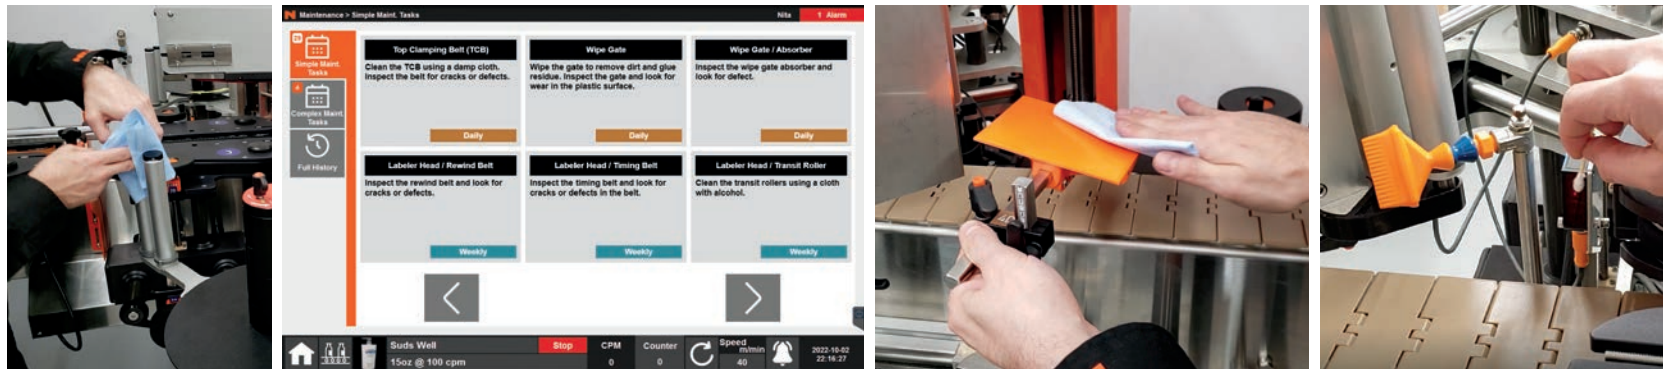 Maintenance > Simple Maint. Tasks
Nita
1 Alarm
Simple Maint.
Tasks
Complex Maint.
Tasks
Full History
Top Clamping Belt (TCB)
Clean the TCB using a damp cloth.
Inspect the belt for cracks or defects.
Daily
Wipe Gate
Wipe the gate to remove dirt and glue
residue. Inspect the gate and look for
wear in the plastic surface.
Daily
Wipe Gate / Absorber
Inspect the wipe gate absorber and
look for defect.
Daily
Labeler Head / Rewind Belt
Inspect the rewind belt and look for
cracks or defects.
Weekly
Labeler Head / Timing Belt
Inspect the timing belt and look for
cracks or defects in the belt.
Weekly
Labeler Head / Transit Roller
Clean the transit rollers using a cloth
with alcohol.
Weekly
Suds Well
Stop
15oz @ 100 cpm
CPM
0
Counter
0
Speed
m/min
40
2022-10-02
22:16:27